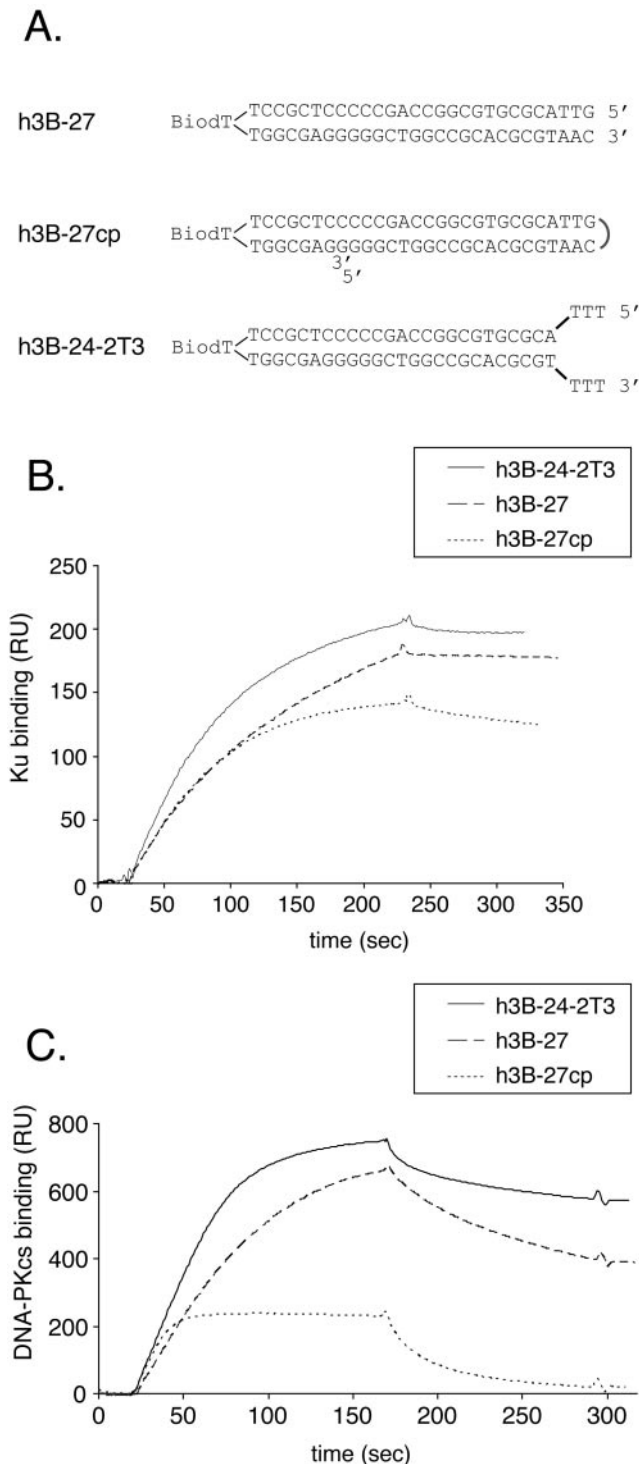 A.
h3B-27
BiodT
TCCGCTCCCCCGACCGGCGTGCGCATTG 5′
TGGCGAGGGGGCTGGCCGCACGCGTAAC 3′
h3B-27cp
BiodT
TCCGCTCCCCCGACCGGCGTGCGCATTG
TGGCGAGGGGGCTGGCCGCACGCGTAAC
3′
5′
h3B-24-2T3
BiodT
TTT 5′
TCCGCTCCCCCGACCGGCGTGCGCA
TGGCGAGGGGGCTGGCCGCACGCGT
TTT 3′
B.
h3B-24-2T3
h3B-27
h3B-27cp
Ku binding (RU)
250
200
150
100
50
0
0 50 100 150 200 250 300 350
time (sec)
C.
h3B-24-2T3
h3B-27
h3B-27cp
DNA-PKcs binding (RU)
800
600
400
200
0
0 50 100 150 200 250 300
time (sec)